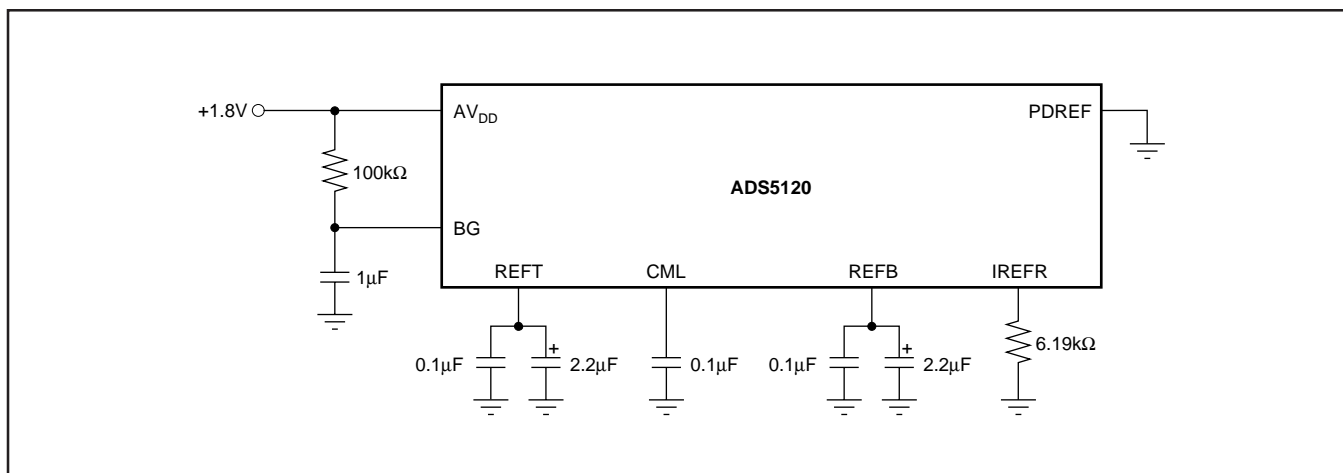 +1.8V
AVDD
PDREF
100kΩ
ADS5120
BG
1µF
REFT
CML
REFB
IREFR
0.1µF
+
2.2µF
0.1µF
0.1µF
+
2.2µF
6.19kΩ